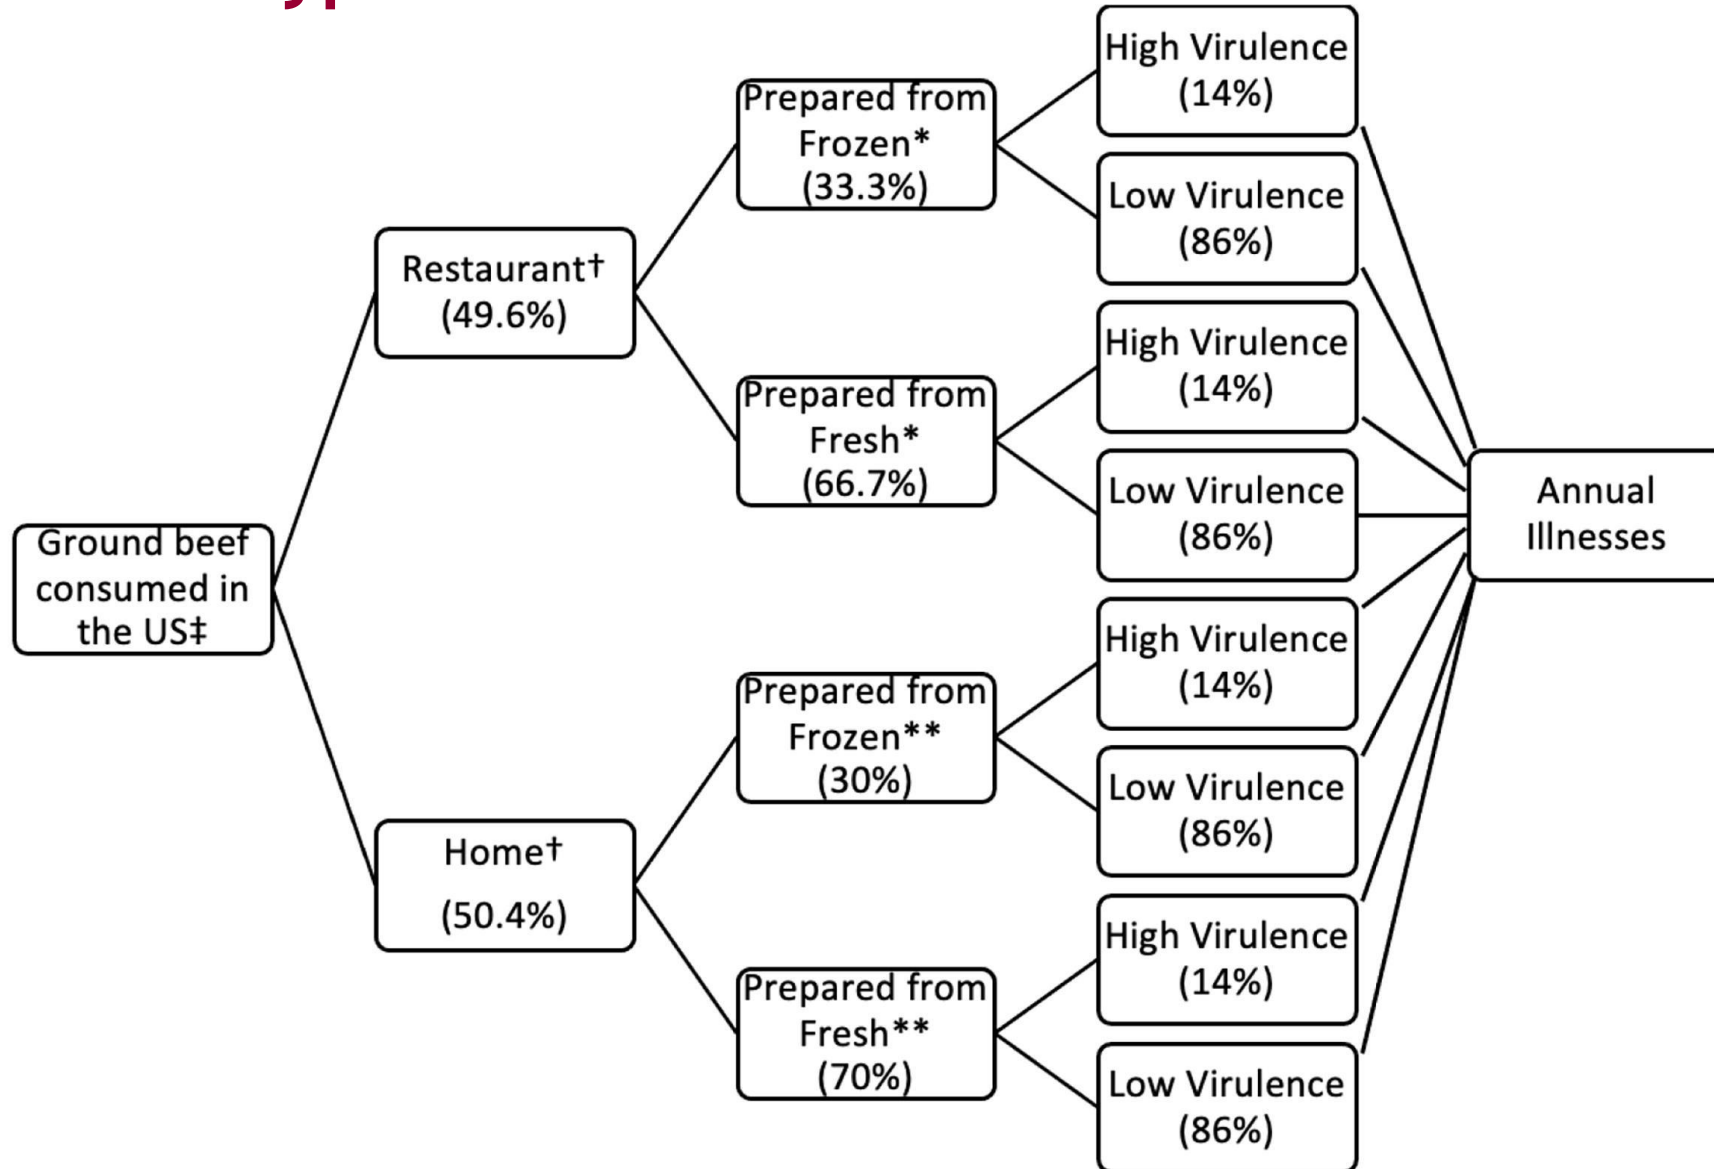 Ground beef
consumed in
the US‡
Restaurant†
(49.6%)
Home†
(50.4%)
Prepared from
Frozen*
(33.3%)
Prepared from
Fresh*
(66.7%)
Prepared from
Frozen**
(30%)
Prepared from
Fresh**
(70%)
High Virulence
(14%)
Low Virulence
(86%)
High Virulence
(14%)
Low Virulence
(86%)
High Virulence
(14%)
Low Virulence
(86%)
High Virulence
(14%)
Low Virulence
(86%)
Annual
Illnesses